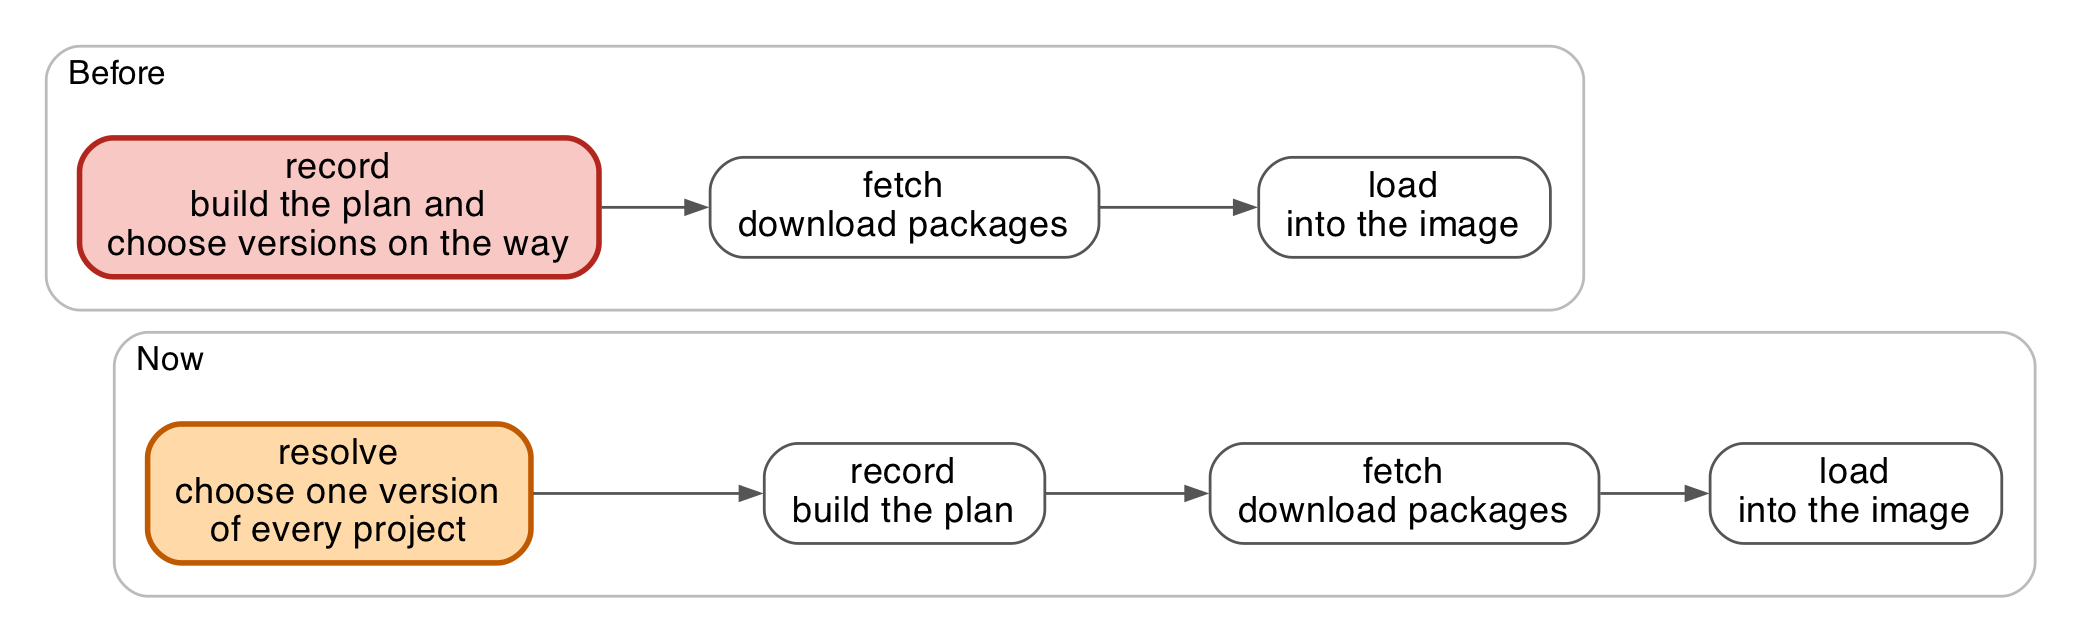 Before
record
build the plan and
choose versions on the way
fetch
download packages
load
into the image
Now
resolve
choose one version
of every project
record
build the plan
fetch
download packages
load
into the image